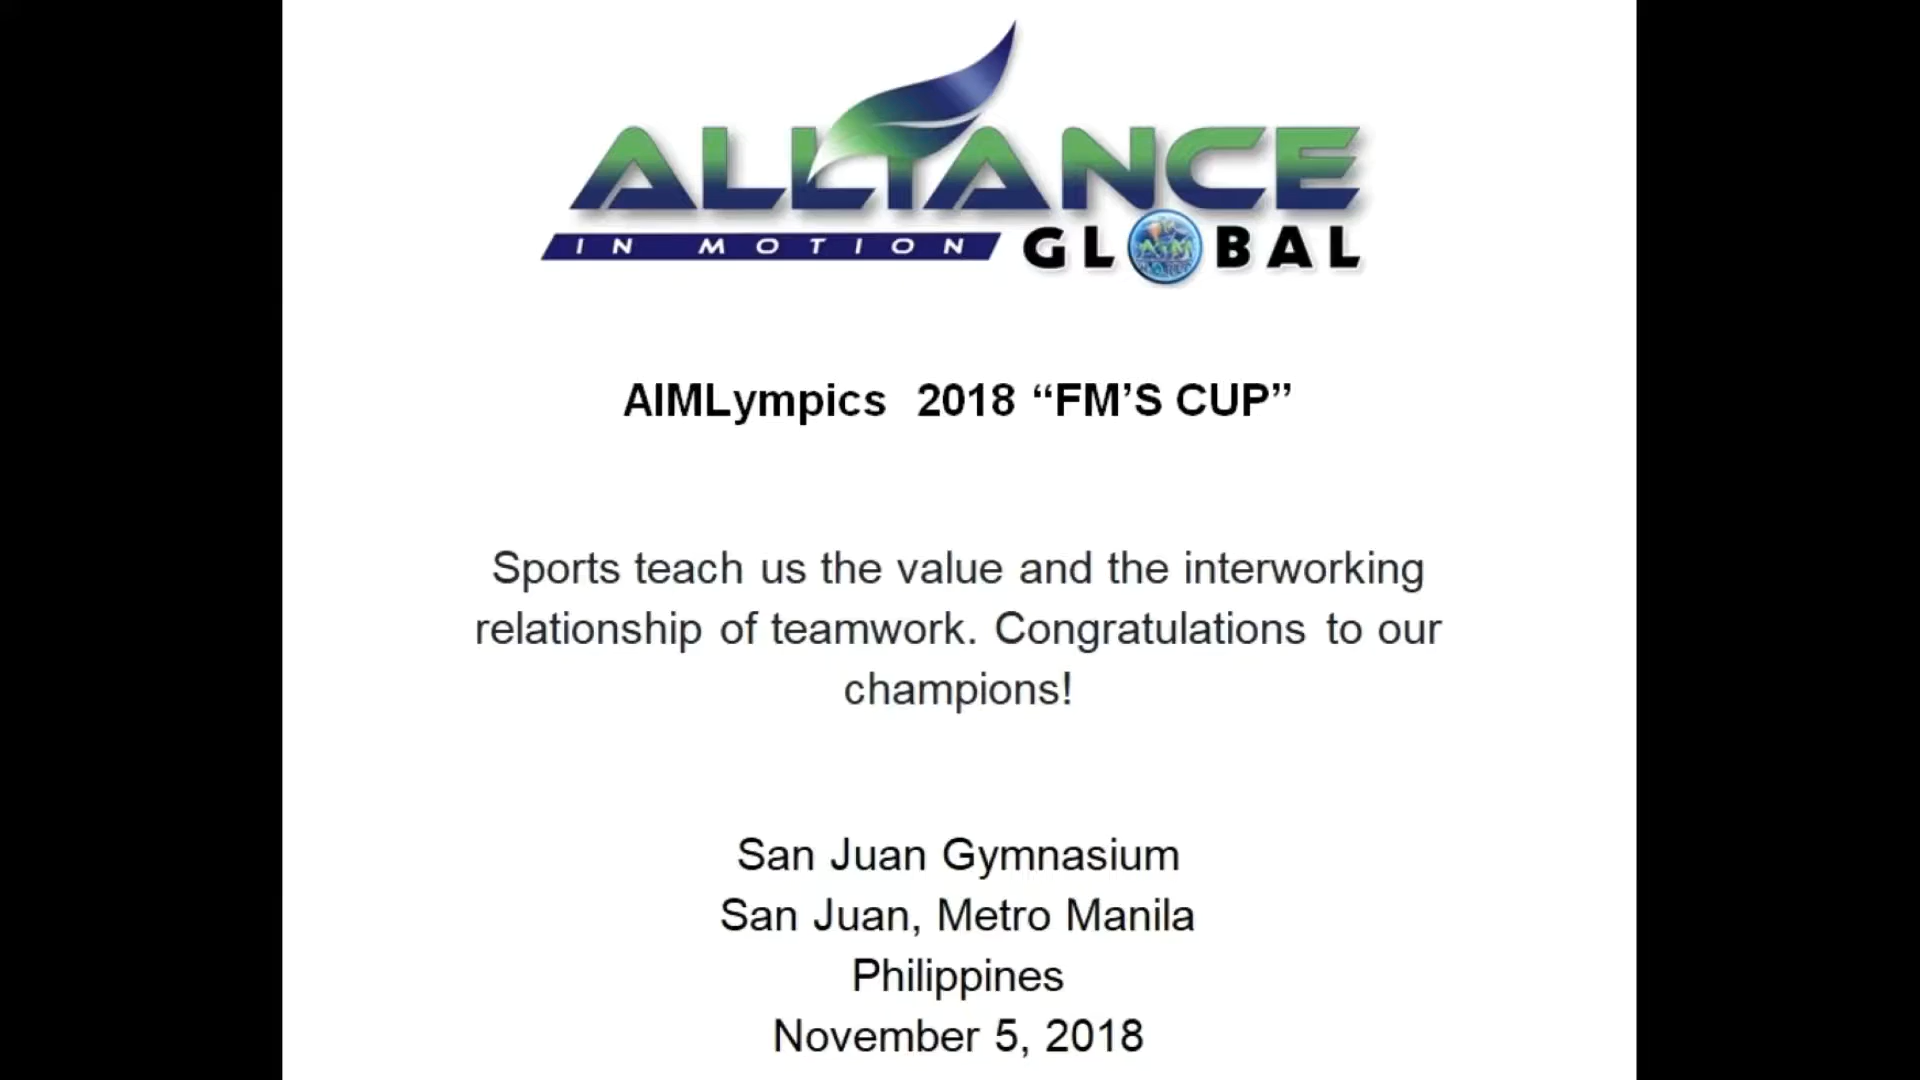 ALLIANCE
IN MOTION GLOBAL
AIMLympics 2018 “FM’S CUP”
Sports teach us the value and the interworking
relationship of teamwork. Congratulations to our
champions!
San Juan Gymnasium
San Juan, Metro Manila
Philippines
November 5, 2018